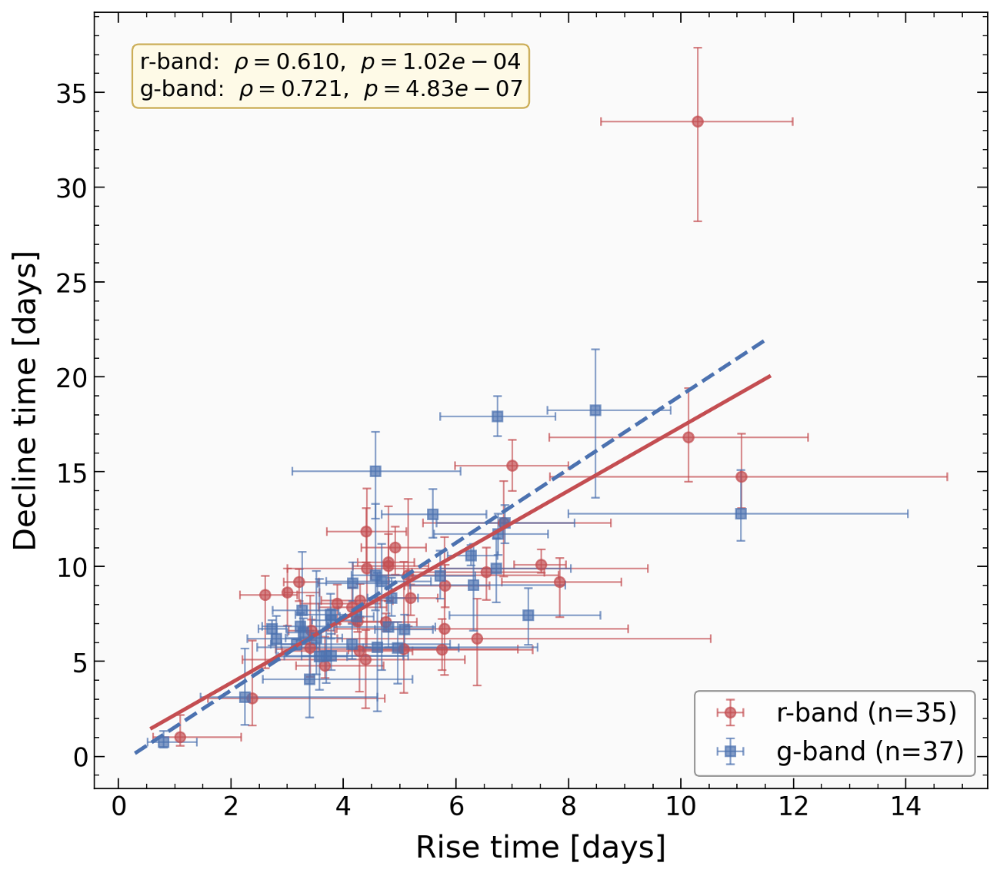 r-band: ρ = 0.610, p = 1.02e − 04
g-band: ρ = 0.721, p = 4.83e − 07
35
30
25
20
15
10
5
0
Decline time [days]
r-band (n=35)
g-band (n=37)
0 2 4 6 8 10 12 14
Rise time [days]